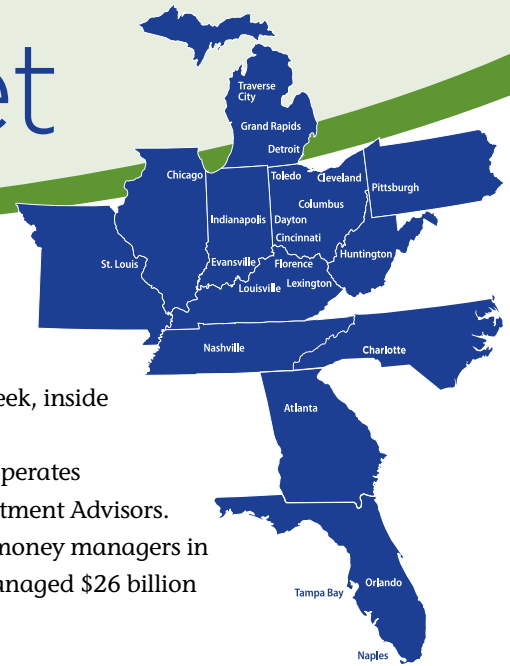 et
Traverse
City
Grand Rapids
Detroit
Chicago
Toledo
Cleveland
Pittsburgh
Columbus
Indianapolis
Dayton
Cincinnati
St. Louis
Evansville
Florence
Huntington
Louisville
Lexington
Nashville
Charlotte
eek, inside
Atlanta
perates
tment Advisors.
money managers in
anaged $26 billion
Tampa Bay
Orlando
Naples